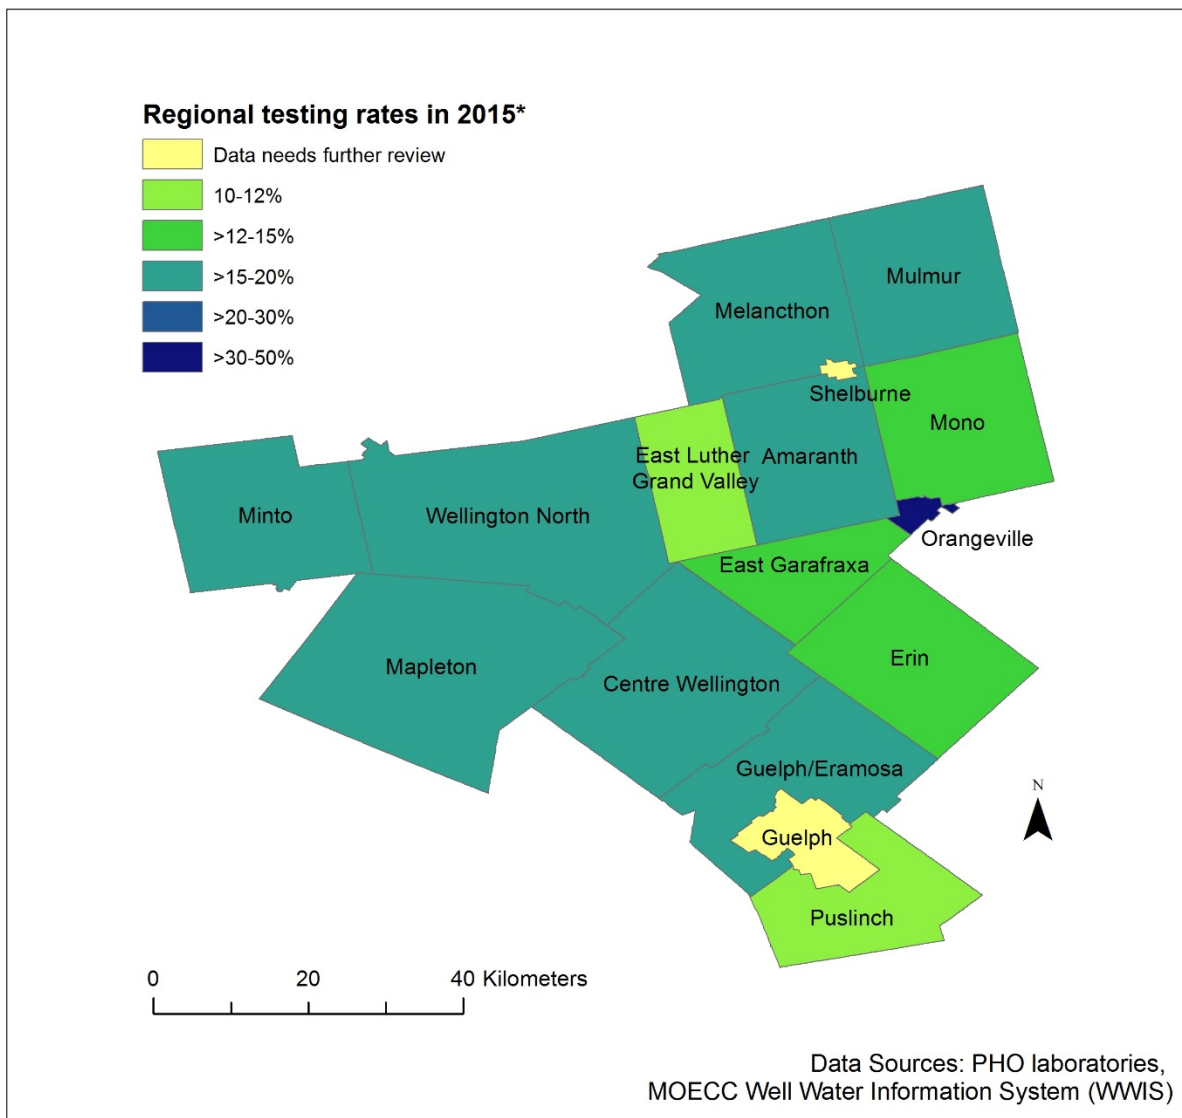 Regional testing rates in 2015*
Data needs further review
10-12%
>12-15%
>15-20%
>20-30%
>30-50%
Mulmur
Melancthon
Shelburne
Mono
East Luther
Grand Valley
Amaranth
Minto
Wellington North
Orangeville
East Garafraxa
Erin
Mapleton
Centre Wellington
Guelph/Eramosa
N
Guelph
Puslinch
0 20 40 Kilometers
Data Sources: PHO laboratories,
MOECC Well Water Information System (WWIS)